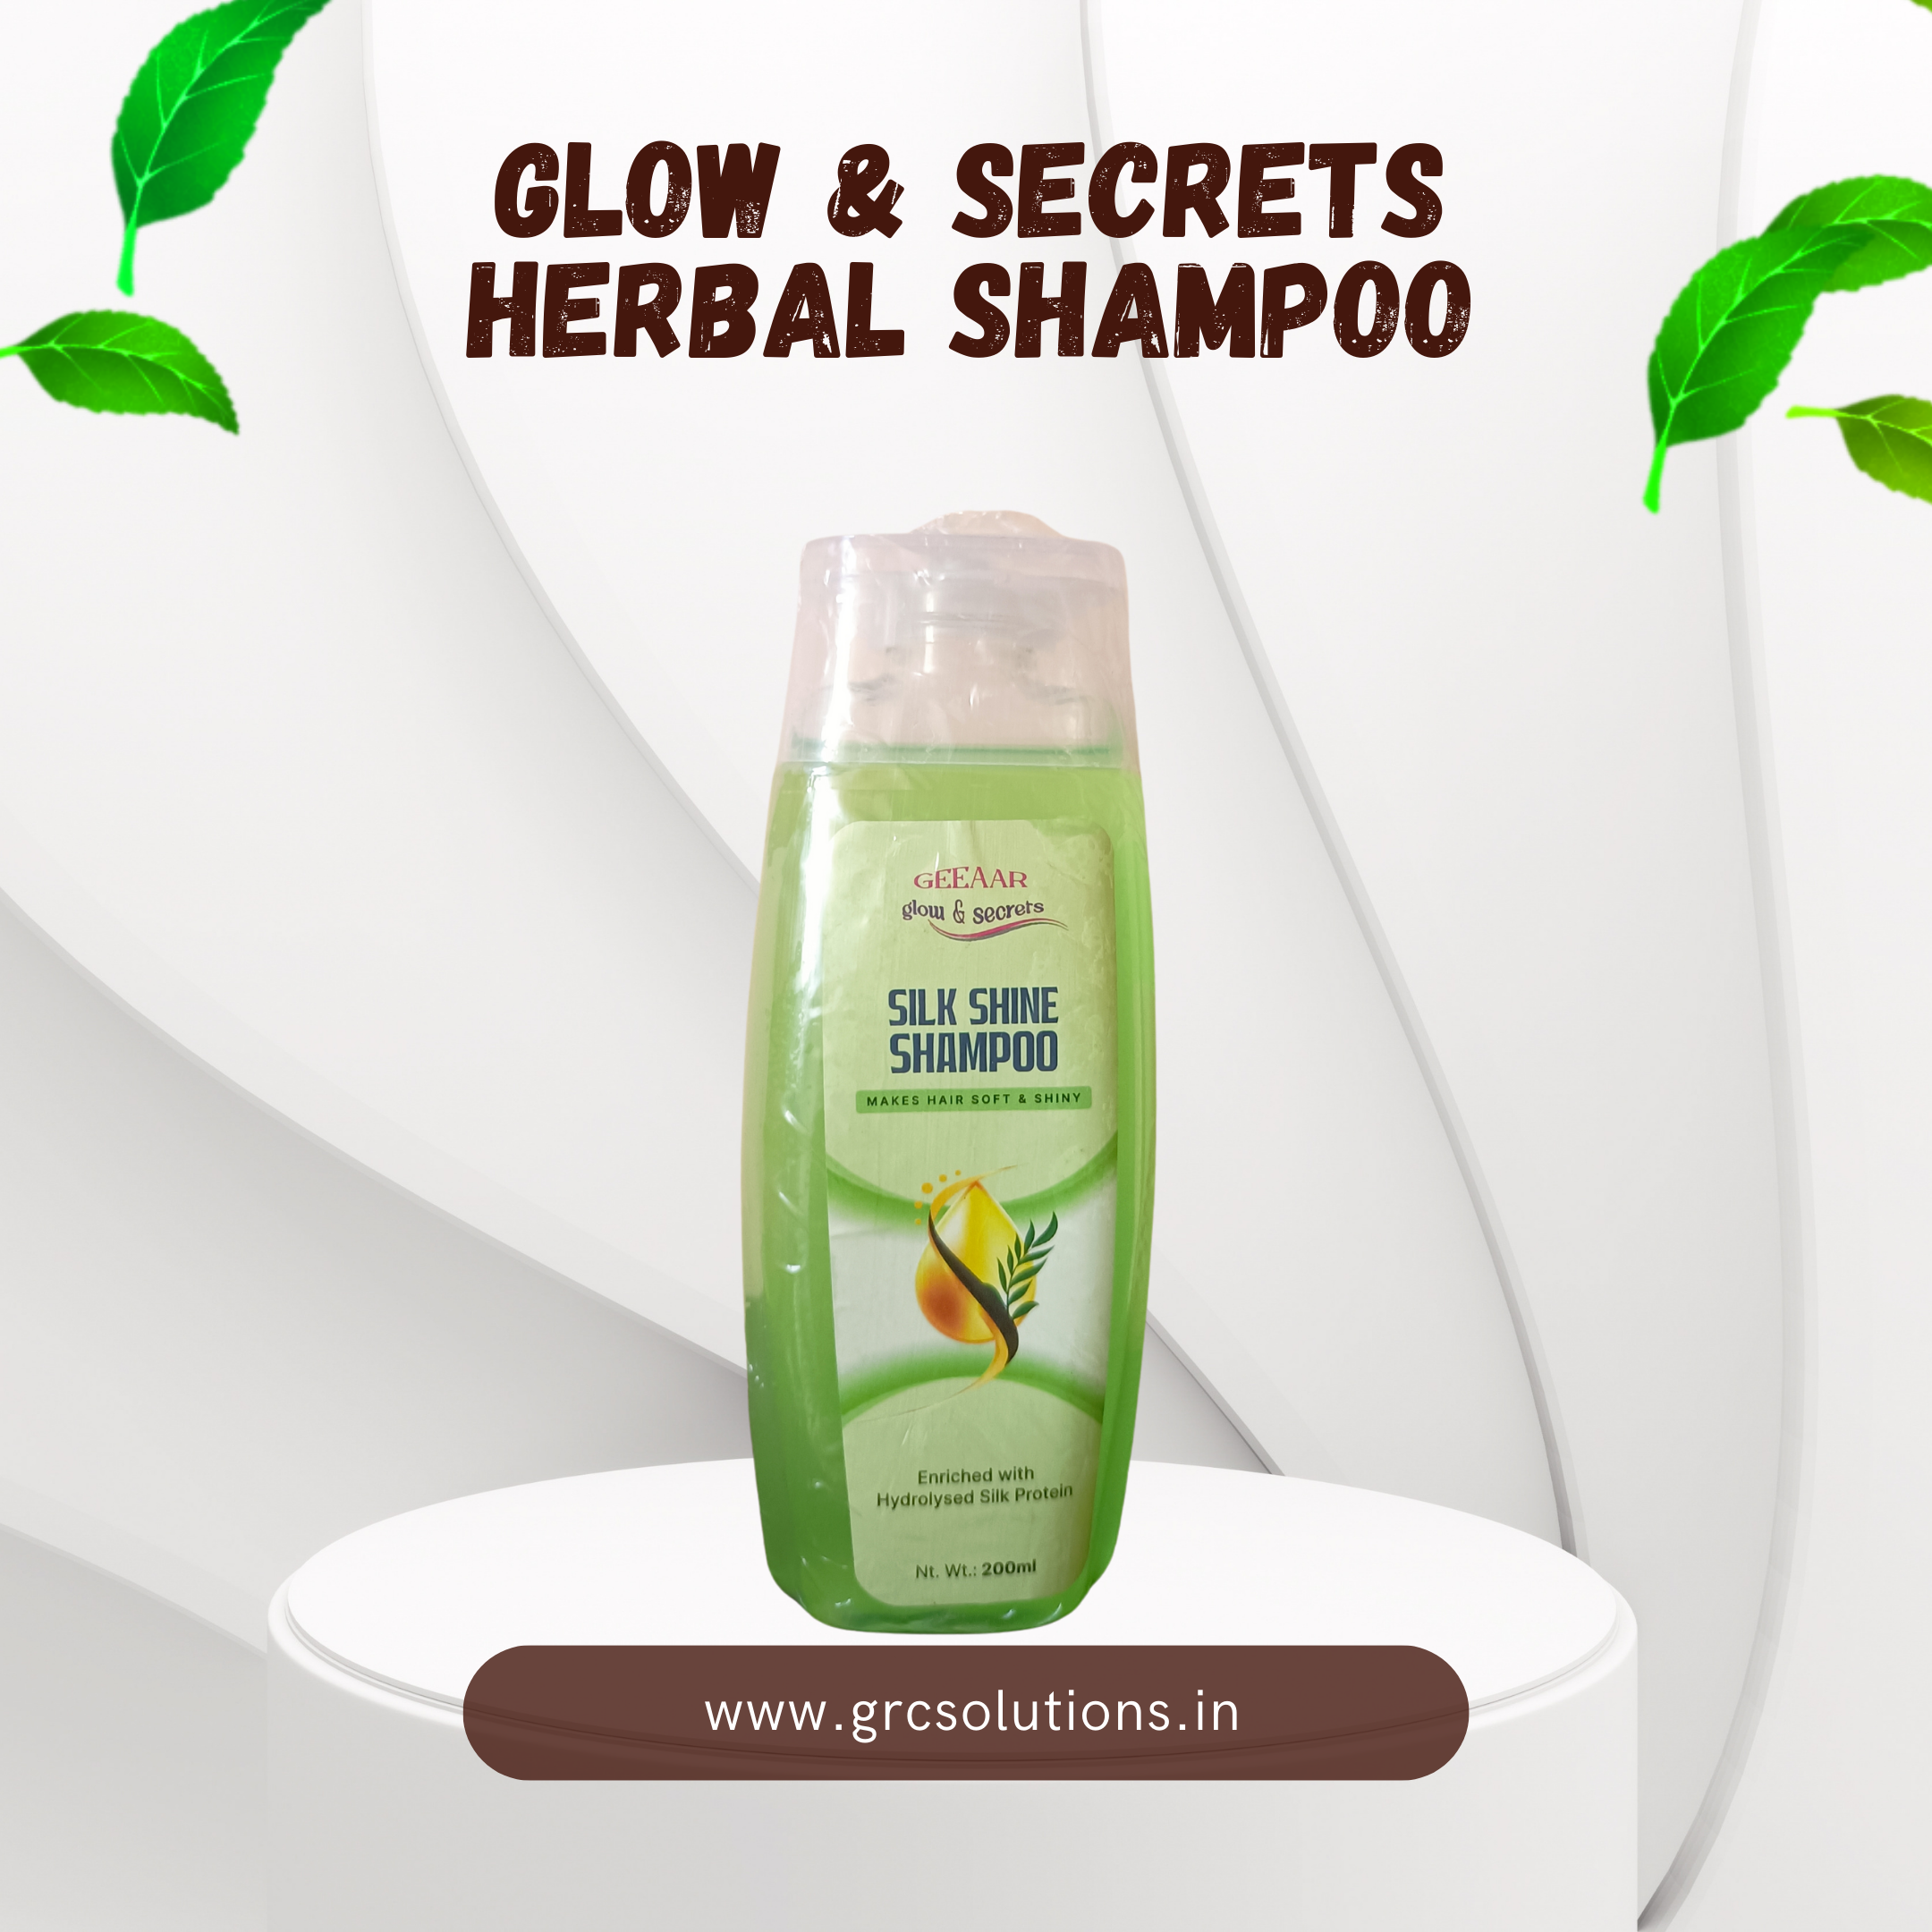 GLOW & SECRETS
HERBAL SHAMPOO
GEEAAR
glow & secrets
SILK SHINE
SHAMPOO
MAKES HAIR SOFT & SHINY
Enriched with
Hydrolysed Silk Protein
Nt. Wt.: 200ml
www.grcsolutions.in